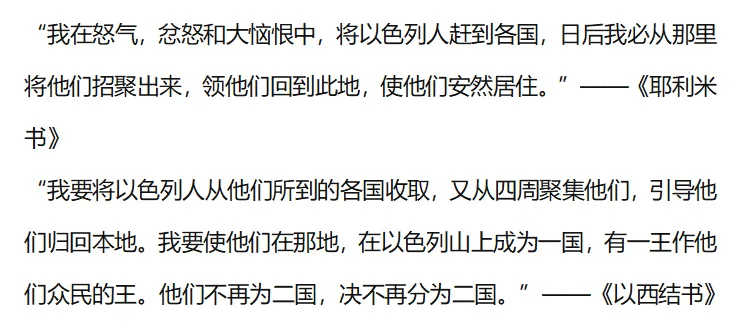 “我在怒气，忿怒和大恼恨中，将以色列人赶到各国，日后我必从那里
将他们招聚出来，领他们回到此地，使他们安然居住。”——《耶利米
书》
“我要将以色列人从他们所到的各国收取，又从四周聚集他们，引导他
们归回本地。我要使他们在那地，在以色列山上成为一国，有一王作他
们众民的王。他们不再为二国，决不再分为二国。”——《以西结书》